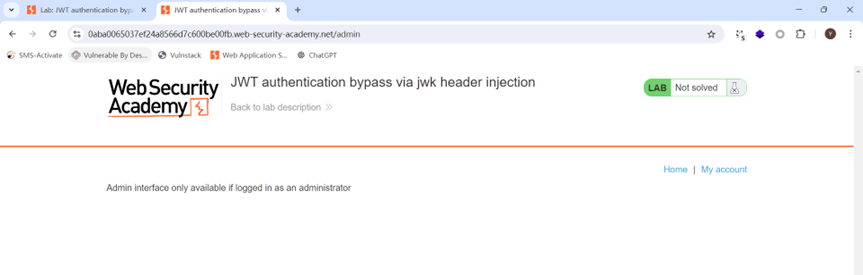 Lab: JWT authentication byp
JWT authentication bypass vi
0aba0065037ef24a8566d7c600be00fb.web-security-academy.net/admin
Y
SMS-Activate
Vulnerable By Des...
Vulnstack
Web Application S...
ChatGPT
Web Security
Academy
JWT authentication bypass via jwk header injection
Back to lab description
LAB Not solved
Home | My account
Admin interface only available if logged in as an administrator